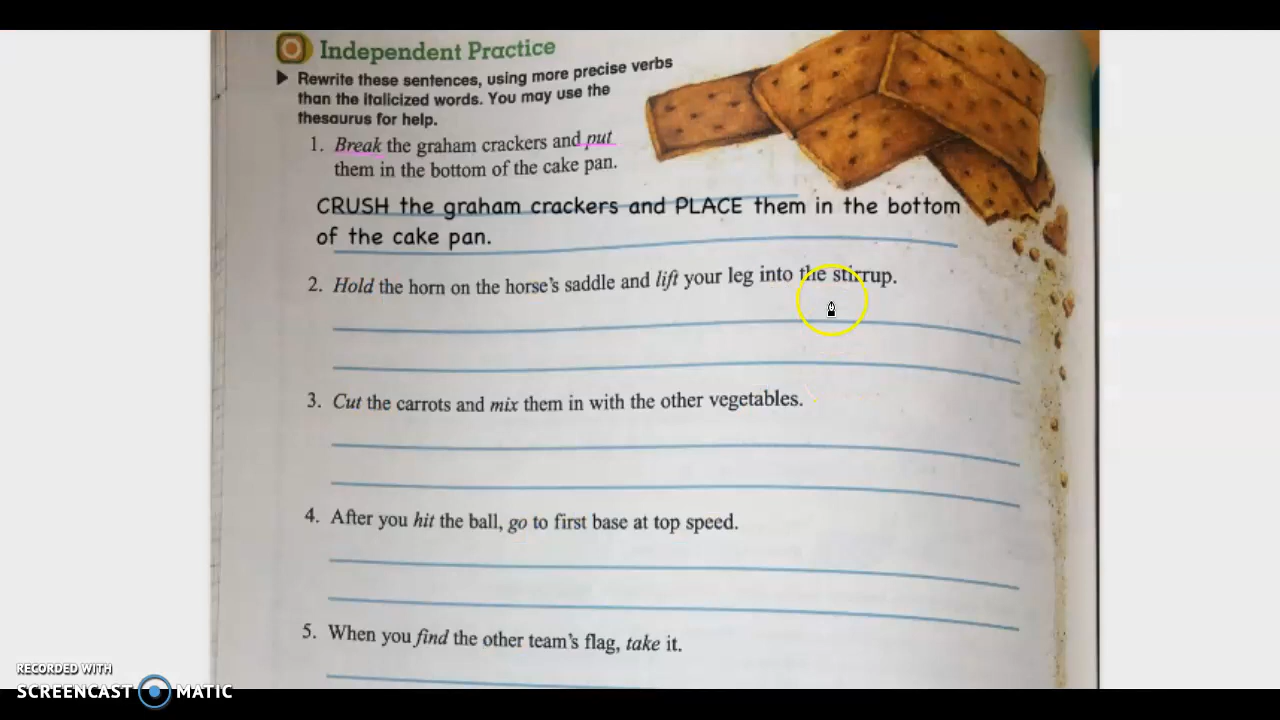 Independent Practice
Rewrite these sentences, using more precise verbs
than the italicized words. You may use the
thesaurus for help.
1. Break the graham crackers and put
them in the bottom of the cake pan.
CRUSH the graham crackers and PLACE them in the bottom
of the cake pan.
2. Hold the horn on the horse's saddle and lift your leg into the stirrup.
3. Cut the carrots and mix them in with the other vegetables.
4. After you hit the ball, go to first base at top speed.
5. When you find the other team's flag, take it.
RECORDED WITH
SCREENCAST MATIC